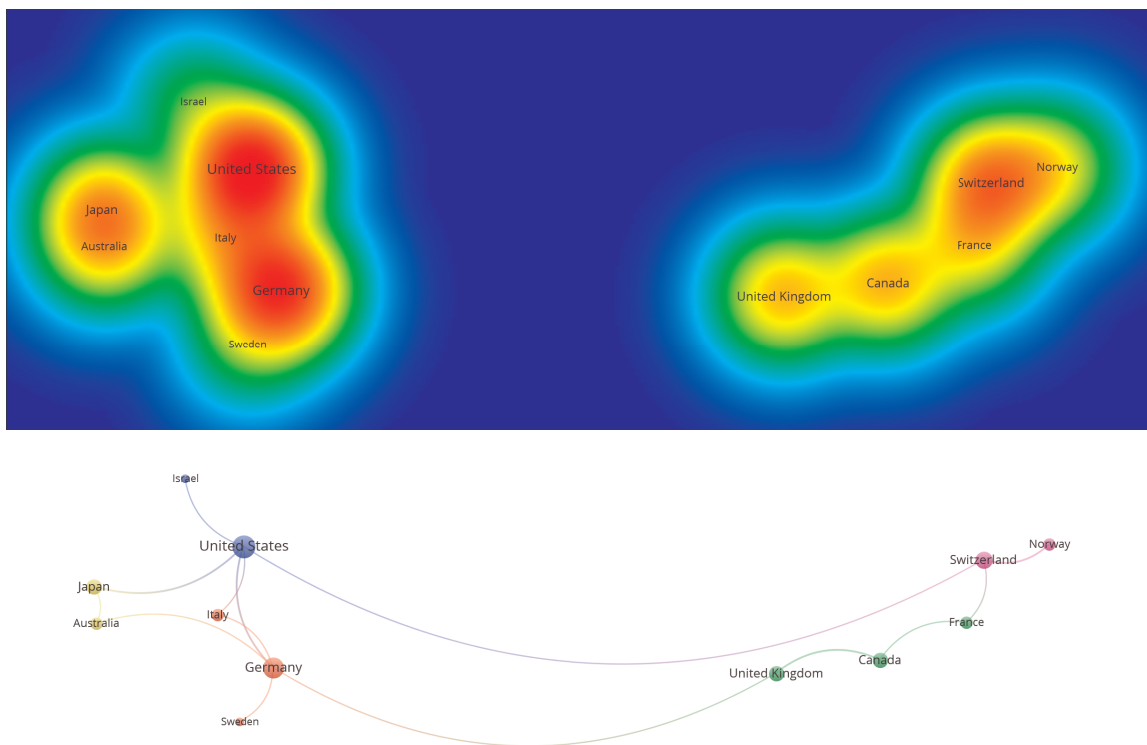 Israel
United States
Japan
Australia
Italy
Germany
Sweden
Norway
Switzerland
France
Canada
United Kingdom
Israel
United States
Japan
Australia
Italy
Germany
Sweden
Norway
Switzerland
France
Canada
United Kingdom